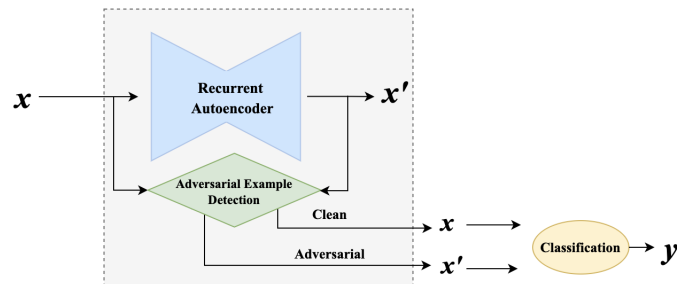 x
Recurrent
Autoencoder
x′
Adversarial Example
Detection
Clean
x
Classification
y
Adversarial
x′